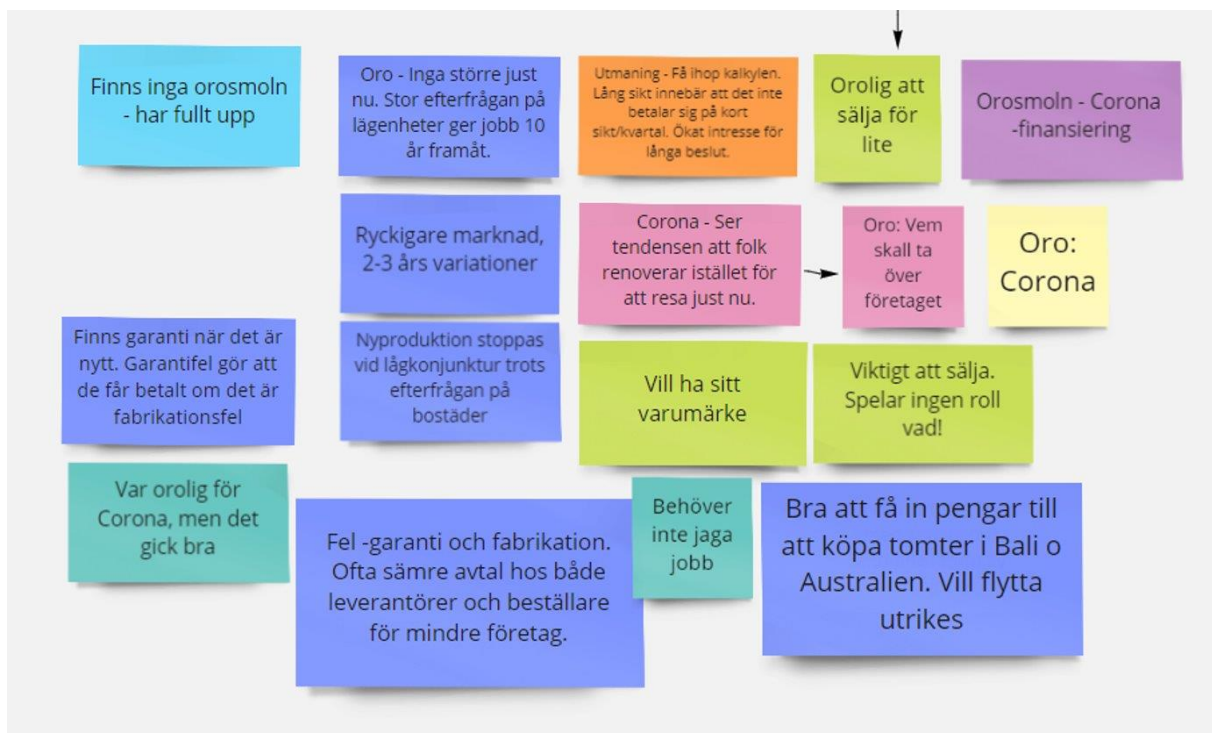 Finns inga orosmoln
- har fullt upp
Oro - Inga större just
nu. Stor efterfrågan på
lägenheter ger jobb 10
år framåt.
Utmaning - Få ihop kalkylen.
Lång sikt innebär att det inte
betalar sig på kort
sikt/kvartal. Ökat intresse för
långa beslut.
Orolig att
sälja för
lite
Orosmoln - Corona
-finansiering
Ryckigare marknad,
2-3 års variationer
Corona - Ser
tendensen att folk
renoverar istället för
att resa just nu.
Oro: Vem
skall ta
över
företaget
Oro:
Corona
Finns garanti när det är
nytt. Garantifel gör att
de får betalt om det är
fabrikationsfel
Nyproduktion stoppas
vid lågkonjunktur trots
efterfrågan på
bostäder
Vill ha sitt
varumärke
Viktigt att sälja.
Spelar ingen roll
vad!
Var orolig för
Corona, men det
gick bra
Fel -garanti och fabrikation.
Ofta sämre avtal hos både
leverantörer och beställare
för mindre företag.
Behöver
inte jaga
jobb
Bra att få in pengar till
att köpa tomter i Bali o
Australien. Vill flytta
utrikes